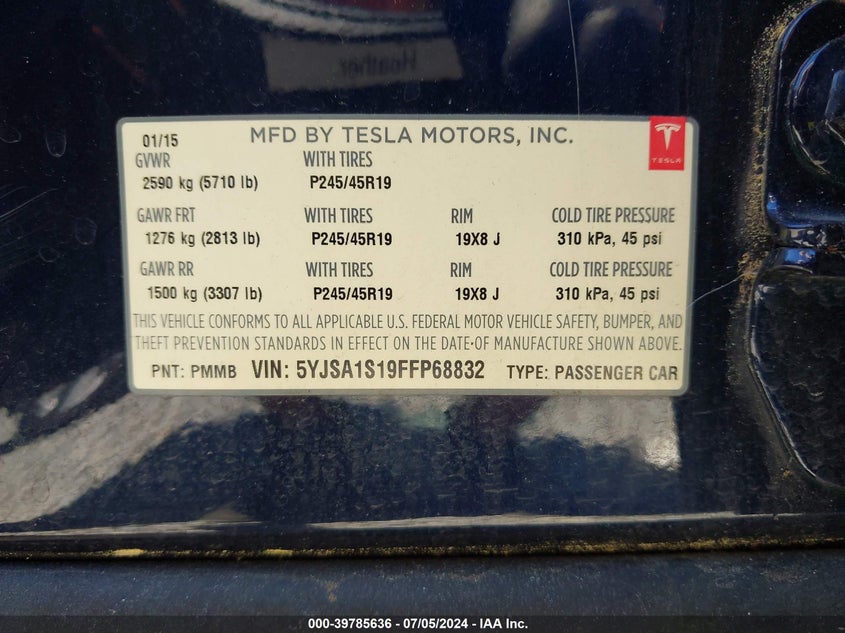 Heather
01/15 MFD BY TESLA MOTORS, INC.
TESLA
GVWR WITH TIRES
2590 kg (5710 lb) P245/45R19
GAWR FRT WITH TIRES RIM COLD TIRE PRESSURE
1276 kg (2813 lb) P245/45R19 19X8 J 310 kPa, 45 psi
GAWR RR WITH TIRES RIM COLD TIRE PRESSURE
1500 kg (3307 lb) P245/45R19 19X8 J 310 kPa, 45 psi
THIS VEHICLE CONFORMS TO ALL APPLICABLE U.S. FEDERAL MOTOR VEHICLE SAFETY, BUMPER, AND
THEFT PREVENTION STANDARDS IN EFFECT ON THE DATE OF MANUFACTURE SHOWN ABOVE.
PNT: PMMB VIN: 5YJSA1S19FFP68832 TYPE: PASSENGER CAR
000-39785636 - 07/05/2024 - IAA Inc.